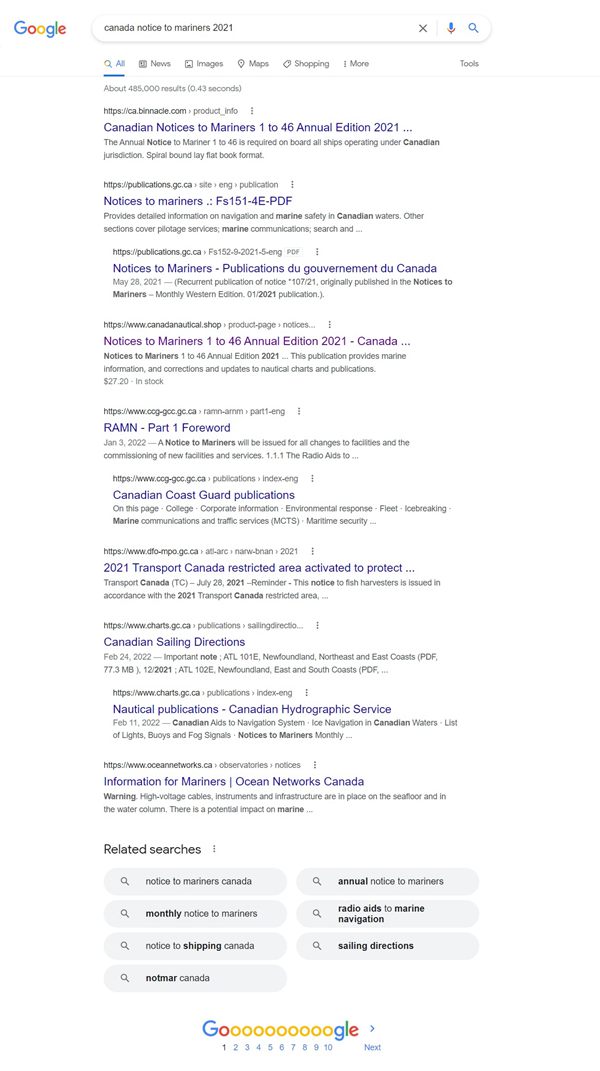 Google
canada notice to mariners 2021
All News Images Maps Shopping More Tools
About 485,000 results (0.43 seconds)
https://ca.binnacle.com › product_info
Canadian Notices to Mariners 1 to 46 Annual Edition 2021 ...
The Annual Notice to Mariner 1 to 46 is required on board all ships operating under Canadian
jurisdiction. Spiral bound lay flat book format.
https://publications.gc.ca › site › eng › publication
Notices to mariners .: Fs151-4E-PDF
Provides detailed information on navigation and marine safety in Canadian waters. Other
sections cover pilotage services; marine communications; search and ...
https://publications.gc.ca › Fs152-9-2021-5-eng PDF
Notices to Mariners - Publications du gouvernement du Canada
May 28, 2021 — (Recurrent publication of notice *107/21, originally published in the Notices to
Mariners – Monthly Western Edition. 01/2021 publication.).
https://www.canadanautical.shop › product-page › notices...
Notices to Mariners 1 to 46 Annual Edition 2021 - Canada ...
Notices to Mariners 1 to 46 Annual Edition 2021 ... This publication provides marine
information, and corrections and updates to nautical charts and publications.
$27.20 · In stock
https://www.ccg-gcc.gc.ca › ramn-arnm › part1-eng
RAMN - Part 1 Foreword
Jan 3, 2022 — A Notice to Mariners will be issued for all changes to facilities and the
commissioning of new facilities and services. 1.1.1 The Radio Aids to ...
https://www.ccg-gcc.gc.ca › publications › index-eng
Canadian Coast Guard publications
On this page · College · Corporate information · Environmental response · Fleet · Icebreaking ·
Marine communications and traffic services (MCTS) · Maritime security ...
https://www.dfo-mpo.gc.ca › atl-arc › narw-bnan › 2021
2021 Transport Canada restricted area activated to protect ...
Transport Canada (TC) – July 28, 2021 –Reminder - This notice to fish harvesters is issued in
accordance with the 2021 Transport Canada restricted area, ...
https://www.charts.gc.ca › publications › sailingdirectio...
Canadian Sailing Directions
Feb 24, 2022 — Important note ; ATL 101E, Newfoundland, Northeast and East Coasts (PDF,
77.3 MB ), 12/2021 ; ATL 102E, Newfoundland, East and South Coasts (PDF, ...
https://www.charts.gc.ca › publications › index-eng
Nautical publications - Canadian Hydrographic Service
Feb 11, 2022 — Canadian Aids to Navigation System · Ice Navigation in Canadian Waters · List
of Lights, Buoys and Fog Signals · Notices to Mariners Monthly ...
https://www.oceannetworks.ca › observatories › notices
Information for Mariners | Ocean Networks Canada
Warning. High-voltage cables, instruments and infrastructure are in place on the seafloor and in
the water column. There is a potential impact on marine ...
Related searches
notice to mariners canada
annual notice to mariners
monthly notice to mariners
radio aids to marine
navigation
notice to shipping canada
sailing directions
notmar canada
Goooooooooogle
1 2 3 4 5 6 7 8 9 10 Next